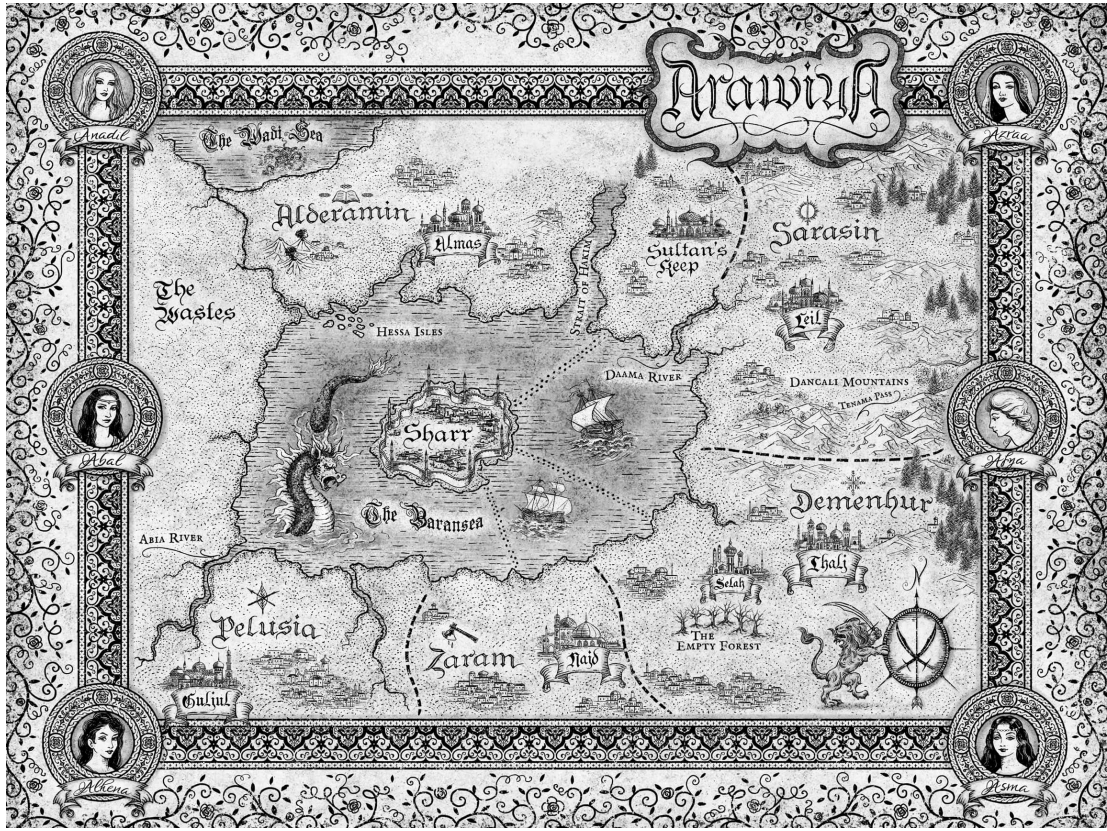 Arawiya
Anadil
Azraa
The Wadi Sea
Alderamin
Almas
Strait of Hakim
Sultan's
Keep
Sarasin
Leil
The
Wastes
Hessa Isles
Daama River
Dancali Mountains
Tenama Pass
Abal
Sharr
Afya
The Baransea
Demenhur
Abia River
Selah
Thalj
N
Pelusia
Zaram
Najd
The
Empty Forest
Guljul
Alhena
Asma